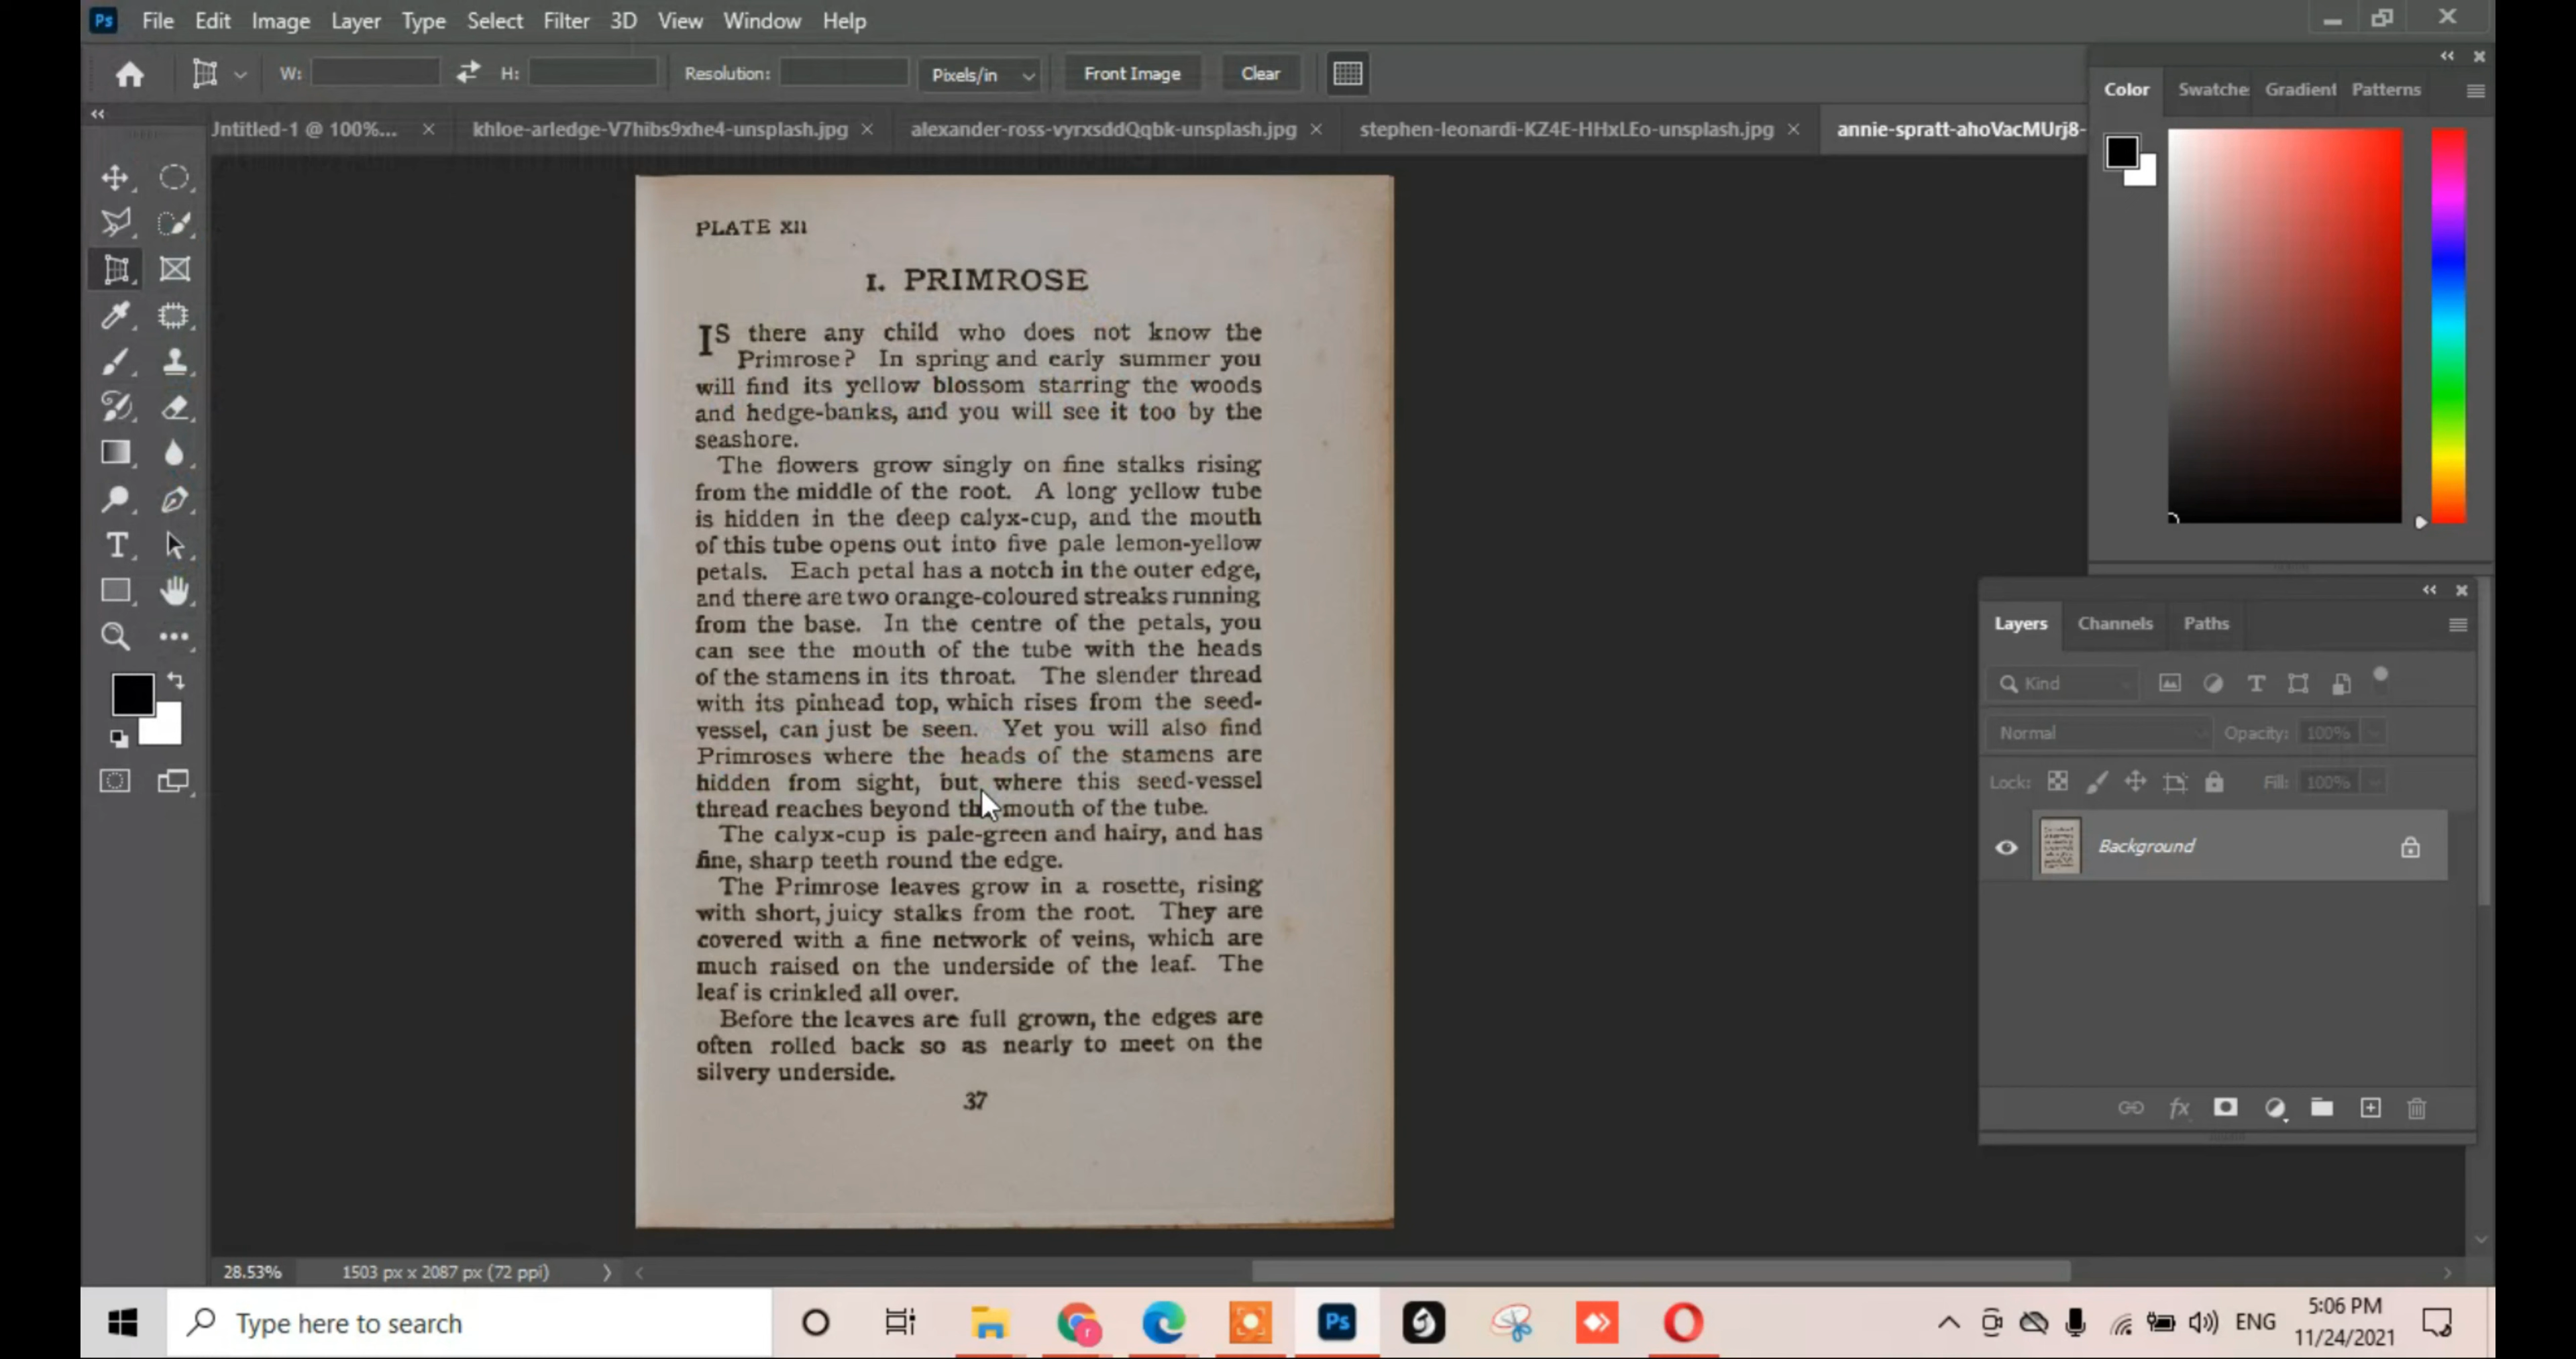 Ps File Edit Image Layer Type Select Filter 3D View Window Help
W: H: Resolution: Pixels/in Front Image Clear
Color Swatche Gradient Patterns
Jntitled-1 @ 100%... × khloe-arledge-V7hibs9xhe4-unsplash.jpg × alexander-ross-vyrxsddQqbk-unsplash.jpg × stephen-leonardi-KZ4E-HHxLEo-unsplash.jpg × annie-spratt-ahoVacMUrj8-
PLATE XII
I. PRIMROSE
IS there any child who does not know the
Primrose? In spring and early summer you
will find its yellow blossom starring the woods
and hedge-banks, and you will see it too by the
seashore.
The flowers grow singly on fine stalks rising
from the middle of the root. A long yellow tube
is hidden in the deep calyx-cup, and the mouth
of this tube opens out into five pale lemon-yellow
petals. Each petal has a notch in the outer edge,
and there are two orange-coloured streaks running
from the base. In the centre of the petals, you
can see the mouth of the tube with the heads
of the stamens in its throat. The slender thread
with its pinhead top, which rises from the seed-
vessel, can just be seen. Yet you will also find
Primroses where the heads of the stamens are
hidden from sight, but where this seed-vessel
thread reaches beyond the mouth of the tube.
The calyx-cup is pale-green and hairy, and has
fine, sharp teeth round the edge.
The Primrose leaves grow in a rosette, rising
with short, juicy stalks from the root. They are
covered with a fine network of veins, which are
much raised on the underside of the leaf. The
leaf is crinkled all over.
Before the leaves are full grown, the edges are
often rolled back so as nearly to meet on the
silvery underside.
37
Layers Channels Paths
Kind
Normal Opacity: 100%
Lock: Fill: 100%
Background
fx
28.53% 1503 px x 2087 px (72 ppi)
Type here to search
Ps
ENG
5:06 PM
11/24/2021